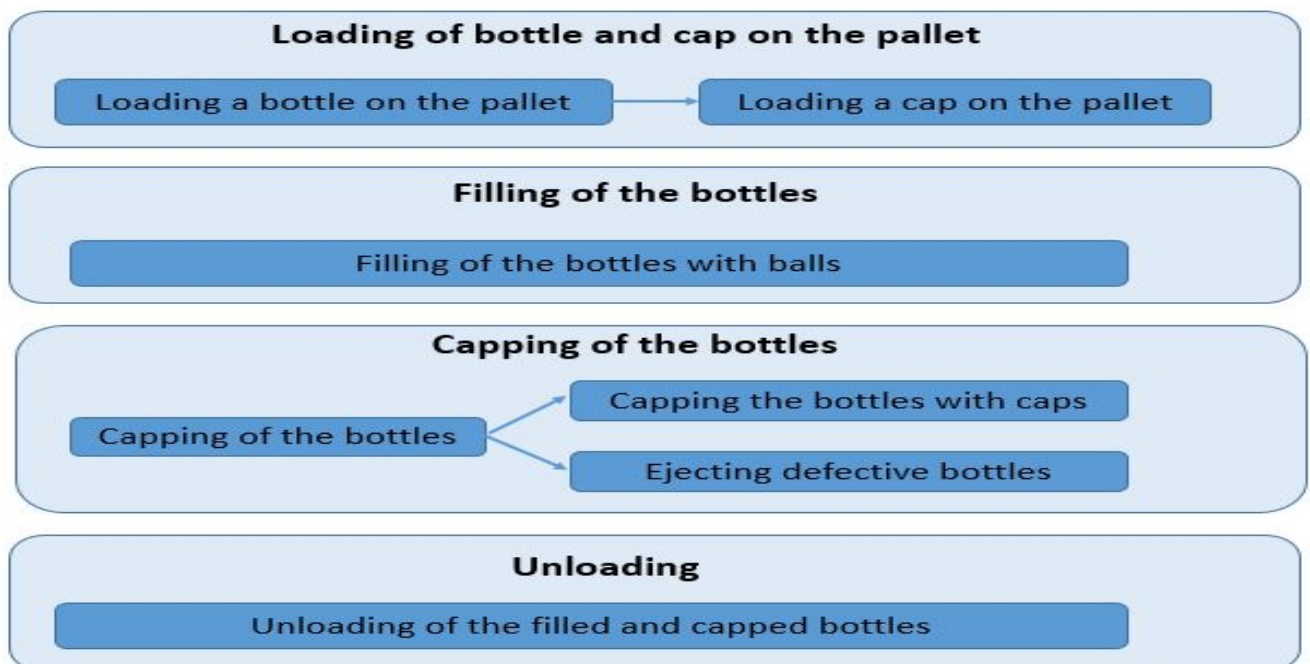 Loading of bottle and cap on the pallet
Loading a bottle on the pallet
Loading a cap on the pallet
Filling of the bottles
Filling of the bottles with balls
Capping of the bottles
Capping of the bottles
Capping the bottles with caps
Ejecting defective bottles
Unloading
Unloading of the filled and capped bottles